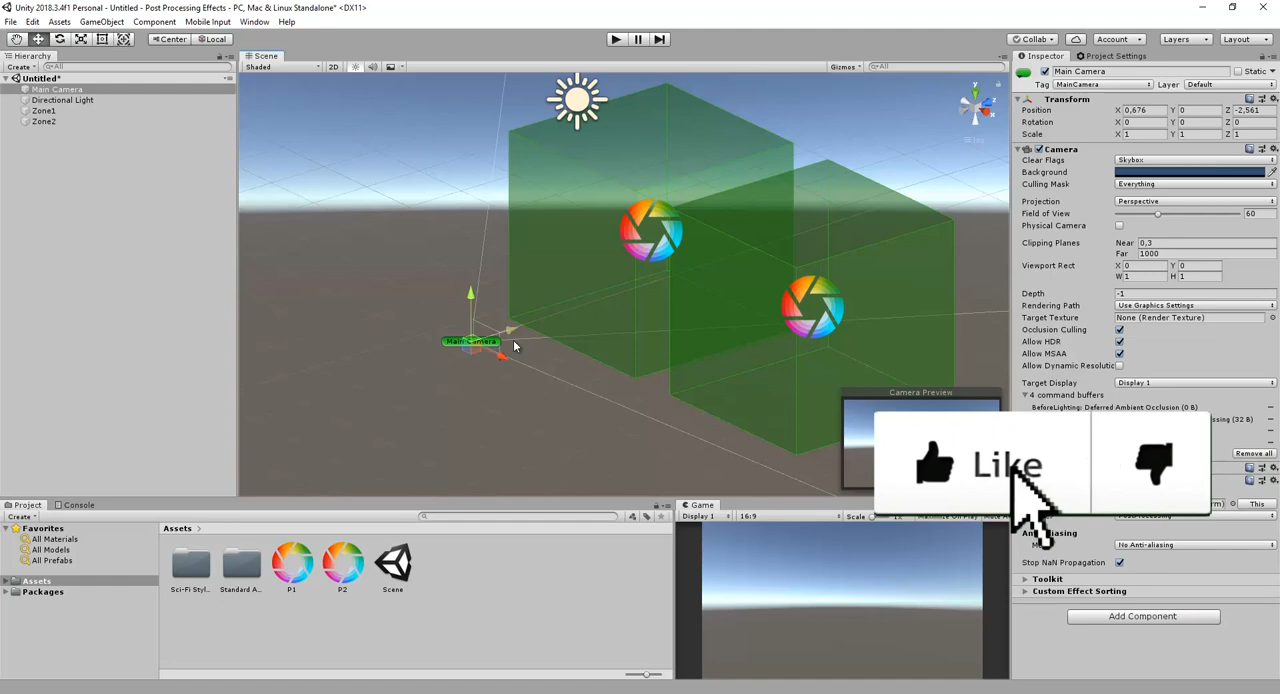 Unity 2018.3.4f1 Personal - Untitled - Post Processing Effects - PC, Mac & Linux Standalone* <DX11>
File Edit Assets GameObject Component Mobile Input Window Help
Center Local Collab Account Layers Layout
Hierarchy Scene Inspector Project Settings
Create All Shaded 2D Gizmos All
Untitled*
Main Camera
Directional Light
Zone1
Zone2
Main Camera
Camera Preview
Main Camera Static
Tag MainCamera Layer Default
Transform
Position X 0,676 Y 0 Z -2,561
Rotation X 0 Y 0 Z 0
Scale X 1 Y 1 Z 1
Camera
Clear Flags Skybox
Background
Culling Mask Everything
Projection Perspective
Field of View 60
Physical Camera
Clipping Planes Near 0,3
Far 1000
Viewport Rect X 0 Y 0
W 1 H 1
Depth -1
Rendering Path Use Graphics Settings
Target Texture None (Render Texture)
Occlusion Culling
Allow HDR
Allow MSAA
Allow Dynamic Resolutic
Target Display Display 1
4 command buffers
BeforeLighting: Deferred Ambient Occlusion (0 B)
(32 B)
Remove all
Like
This
No Anti-aliasing
Stop NaN Propagation
Toolkit
Custom Effect Sorting
Add Component
Project Console
Create
Favorites
All Materials
All Models
All Prefabs
Assets
Packages
Assets
Sci-Fi Styl... Standard A... P1 P2 Scene
Game
Display 1 16:9 Scale 1x